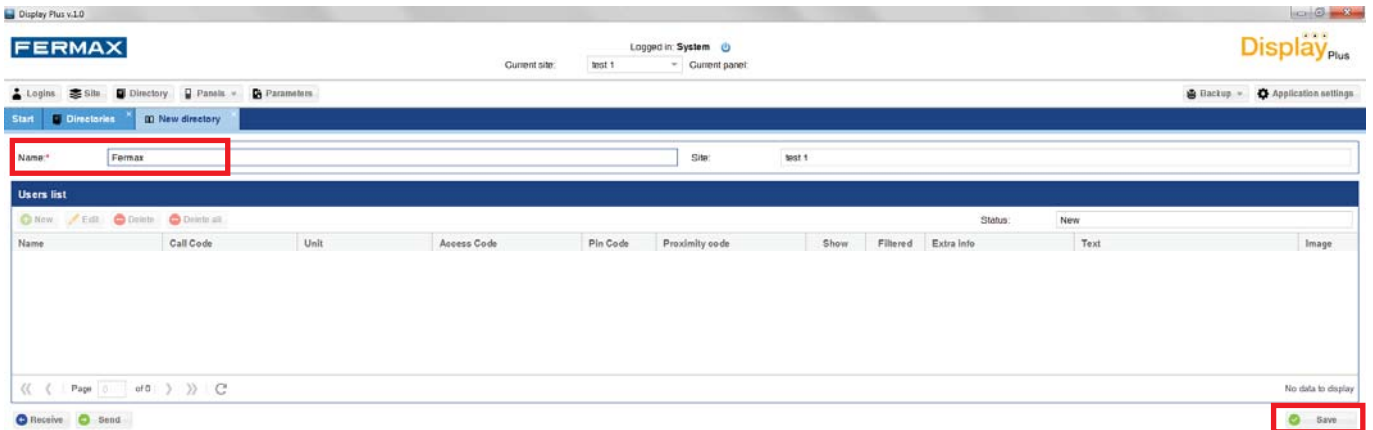 Display Plus v.1.0
FERMAX
Logged in: System
Display Plus
Current site: test 1 Current panel:
Logins Site Directory Panels Parameters Backup Application settings
Start Directories New directory
Name:* Fermax Site: test 1
Users list
New Edit Delete Delete all Status: New
Name Call Code Unit Access Code Pin Code Proximity code Show Filtered Extra info Text Image
Page 0 of 0 No data to display
Receive Send Save